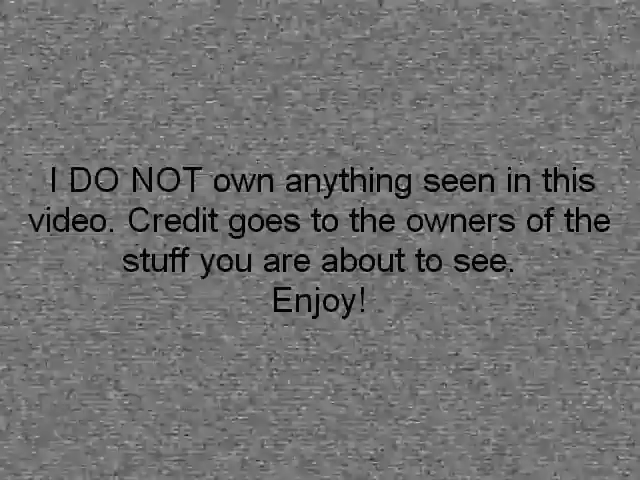 I DO NOT own anything seen in this
video. Credit goes to the owners of the
stuff you are about to see.
Enjoy!